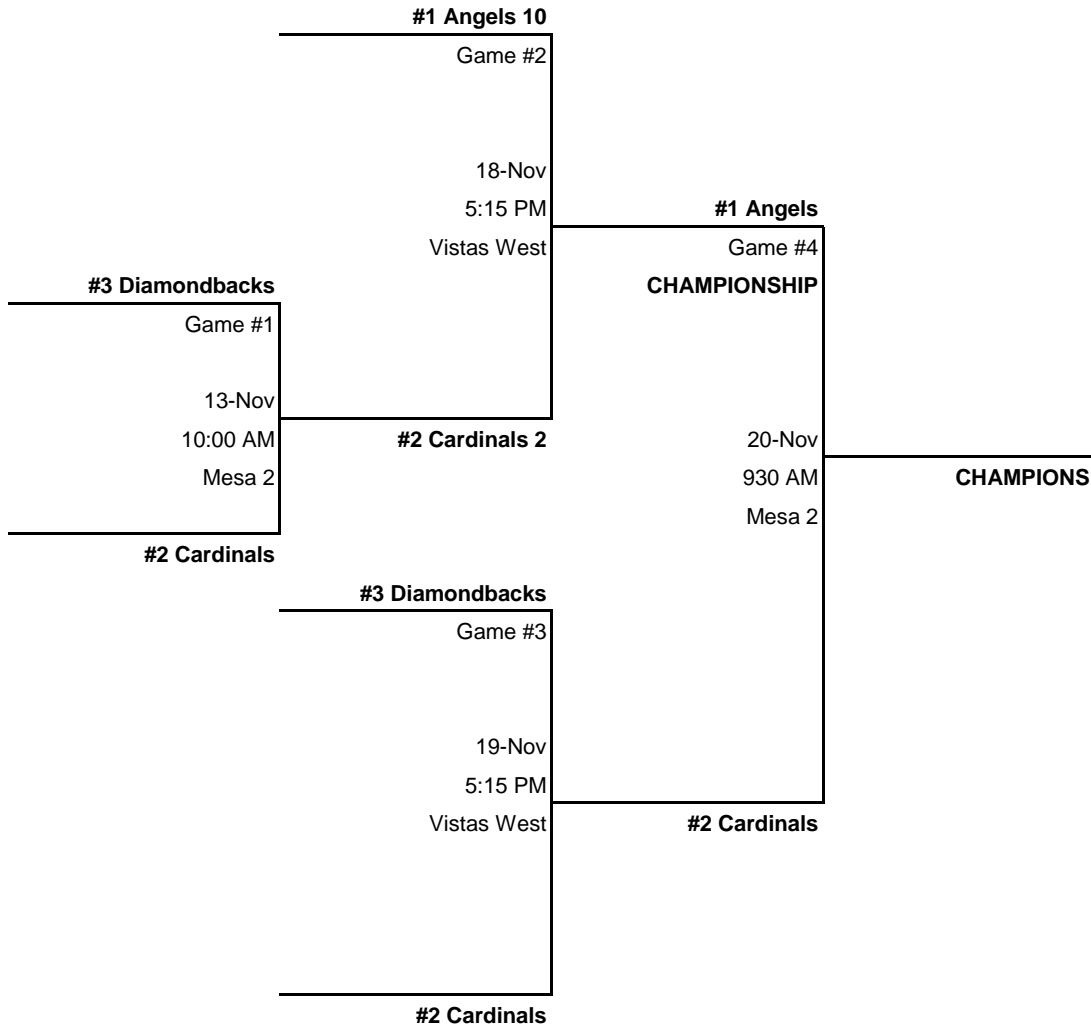 #1 Angels 10
Game #2
18-Nov
5:15 PM
#1 Angels
Vistas West
Game #4
#3 Diamondbacks
CHAMPIONSHIP
Game #1
13-Nov
10:00 AM
#2 Cardinals 2
20-Nov
Mesa 2
930 AM
CHAMPIONS
Mesa 2
#2 Cardinals
#3 Diamondbacks
Game #3
19-Nov
5:15 PM
Vistas West
#2 Cardinals
#2 Cardinals